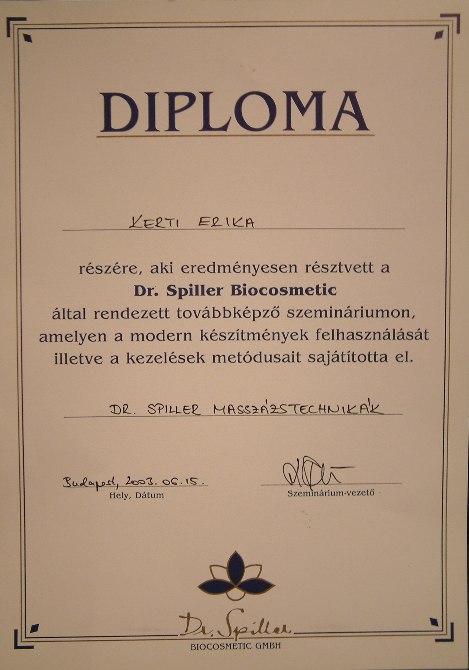 DIPLOMA
KERTI ERIKA
részére, aki eredményesen résztvett a
Dr. Spiller Biocosmetic
által rendezett továbbképző szemináriumon,
amelyen a modern készítmények felhasználását
illetve a kezelések metódusait sajátította el.
DR. SPILLER MASSZÁZSTECHNIKÁK
Budapest, 2003. 06. 15.
Hely, Dátum
Szeminárium-vezető
Dr. Spiller
BIOCOSMETIC GMBH